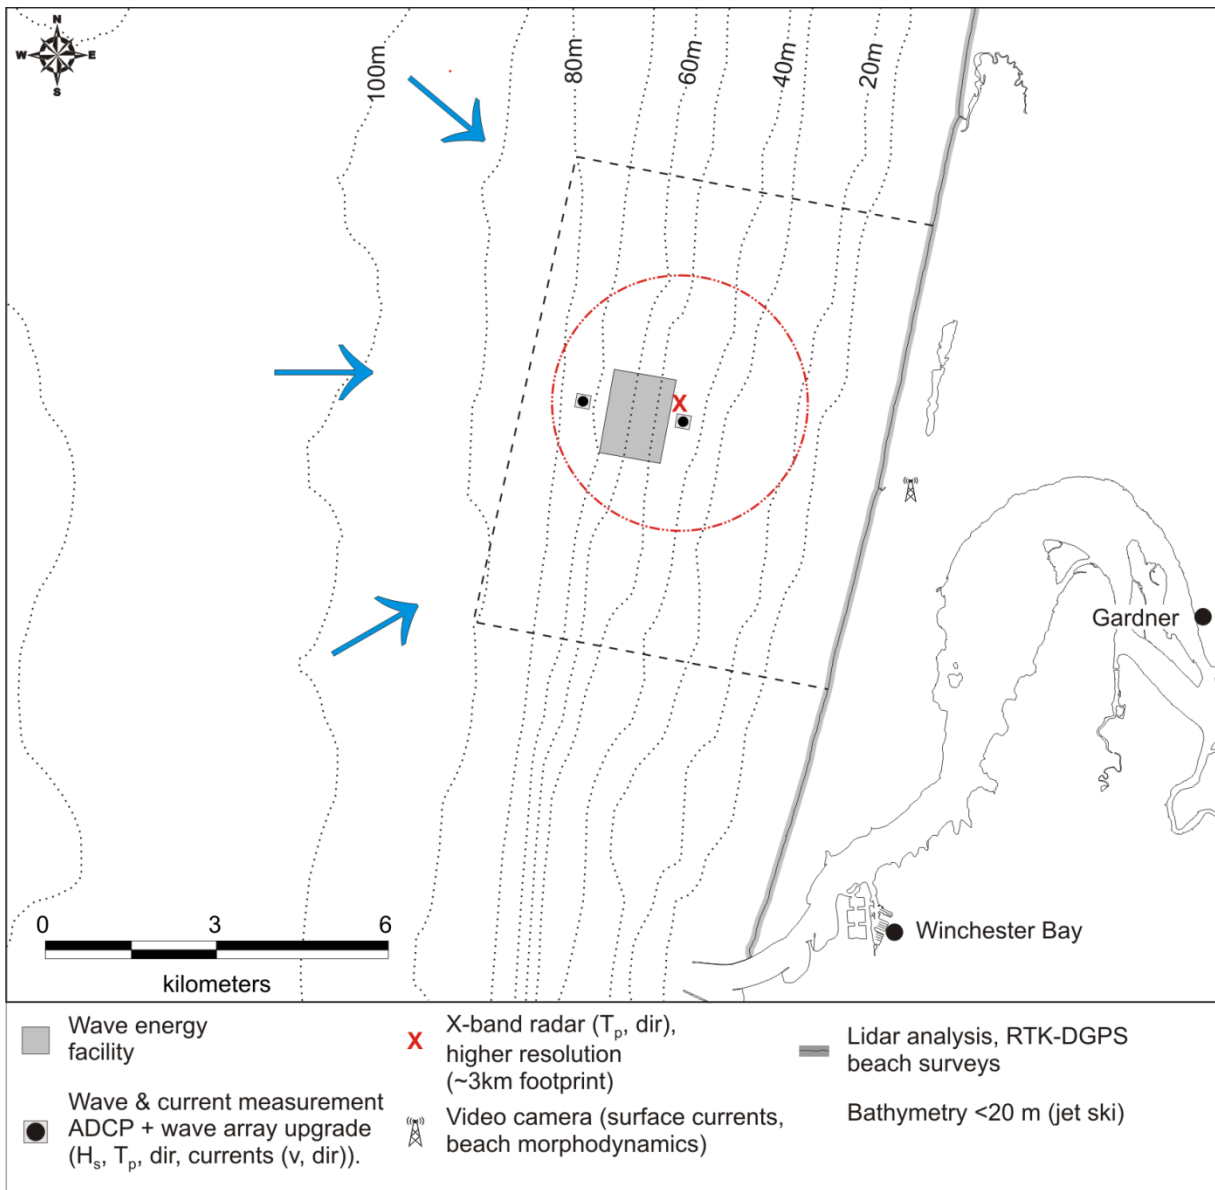 N
W E
S
100m
80m
60m
40m
20m
Gardner
Winchester Bay
0 3 6
kilometers
Wave energy
facility
Wave & current measurement
ADCP + wave array upgrade
(Hs, Tp, dir, currents (v, dir)).
X
X-band radar (Tp, dir),
higher resolution
(~3km footprint)
Video camera (surface currents,
beach morphodynamics)
Lidar analysis, RTK-DGPS
beach surveys
Bathymetry <20 m (jet ski)